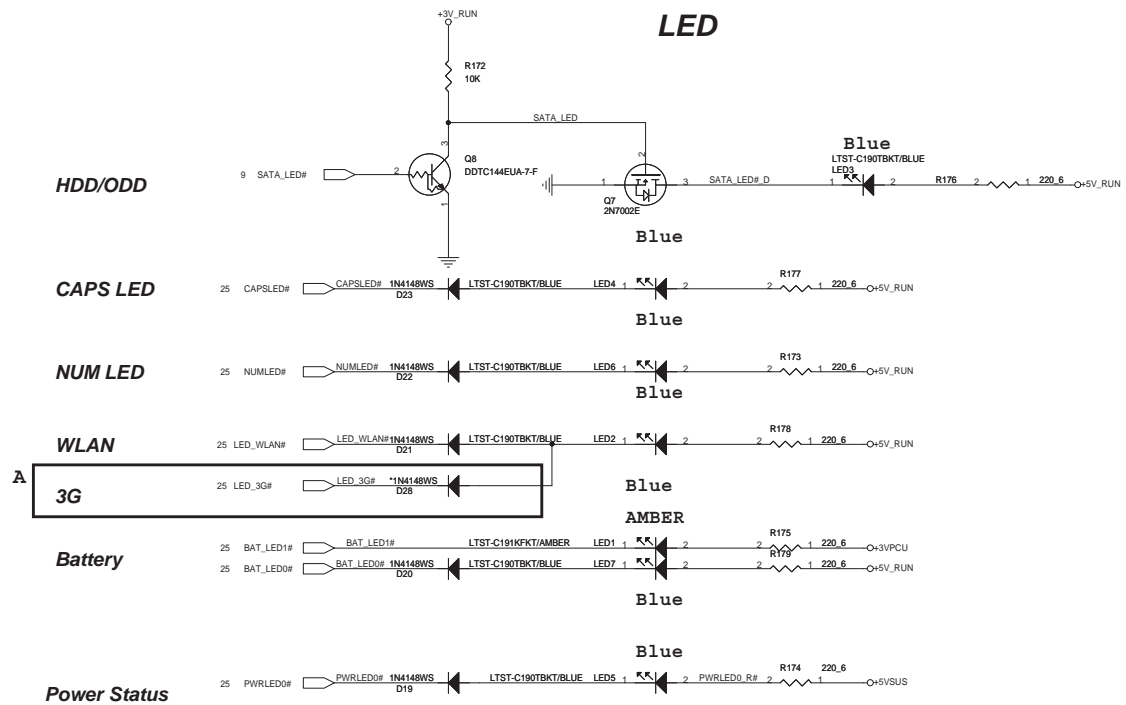 LED
+3V_RUN
R172
10K
SATA_LED
3
2
HDD/ODD
9 SATA_LED#
2
Q8
DDTC144EUA-7-F
1
1
3
Q7
2N7002E
SATA_LED#_D
Blue
LTST-C190TBKT/BLUE
LED3
1 2
R176
2 1 220_6
+5V_RUN
Blue
CAPS LED
25 CAPSLED#
CAPSLED# 1N4148WS
D23
LTST-C190TBKT/BLUE LED4 1 2
R177
2 1 220_6
+5V_RUN
Blue
NUM LED
25 NUMLED#
NUMLED# 1N4148WS
D22
LTST-C190TBKT/BLUE LED6 1 2
R173
2 1 220_6
+5V_RUN
Blue
WLAN
25 LED_WLAN#
LED_WLAN# 1N4148WS
D21
LTST-C190TBKT/BLUE LED2 1 2
R178
2 1 220_6
+5V_RUN
A
3G
25 LED_3G#
LED_3G# *1N4148WS
D28
Blue
AMBER
Battery
25 BAT_LED1#
BAT_LED1#
LTST-C191KFKT/AMBER LED1 1 2
R175
2 1 220_6
+3VPCU
25 BAT_LED0#
BAT_LED0# 1N4148WS
D20
LTST-C190TBKT/BLUE LED7 1 2
R179
2 1 220_6
+5V_RUN
Blue
Blue
Power Status
25 PWRLED0#
PWRLED0# 1N4148WS
D19
LTST-C190TBKT/BLUE LED5 1 2
PWRLED0_R#
R174
2 1 220_6
+5VSUS